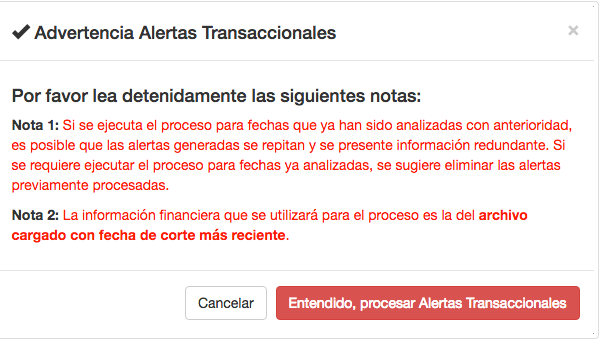 Advertencia Alertas Transaccionales
×
Por favor lea detenidamente las siguientes notas:
Nota 1: Si se ejecuta el proceso para fechas que ya han sido analizadas con anterioridad,
es posible que las alertas generadas se repitan y se presente información redundante. Si
se requiere ejecutar el proceso para fechas ya analizadas, se sugiere eliminar las alertas
previamente procesadas.
Nota 2: La información financiera que se utilizará para el proceso es la del archivo
cargado con fecha de corte más reciente.
Cancelar
Entendido, procesar Alertas Transaccionales